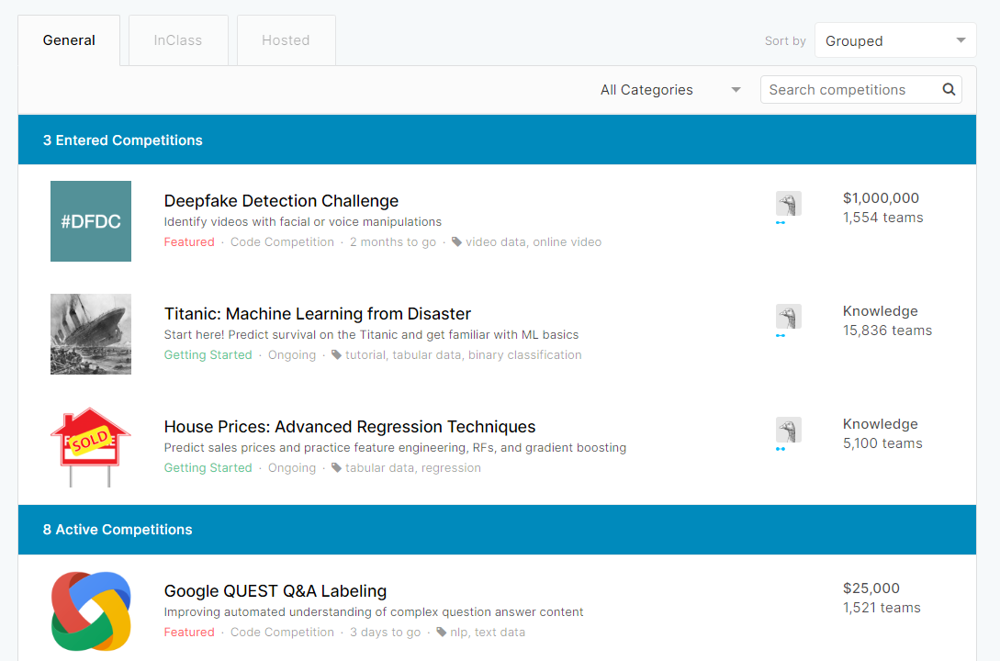 General
InClass
Hosted
Sort by
Grouped
All Categories
Search competitions
3 Entered Competitions
#DFDC
Deepfake Detection Challenge
Identify videos with facial or voice manipulations
Featured · Code Competition · 2 months to go · video data, online video
$1,000,000
1,554 teams
Titanic: Machine Learning from Disaster
Start here! Predict survival on the Titanic and get familiar with ML basics
Getting Started · Ongoing · tutorial, tabular data, binary classification
Knowledge
15,836 teams
SOLD
House Prices: Advanced Regression Techniques
Predict sales prices and practice feature engineering, RFs, and gradient boosting
Getting Started · Ongoing · tabular data, regression
Knowledge
5,100 teams
8 Active Competitions
Google QUEST Q&A Labeling
Improving automated understanding of complex question answer content
Featured · Code Competition · 3 days to go · nlp, text data
$25,000
1,521 teams